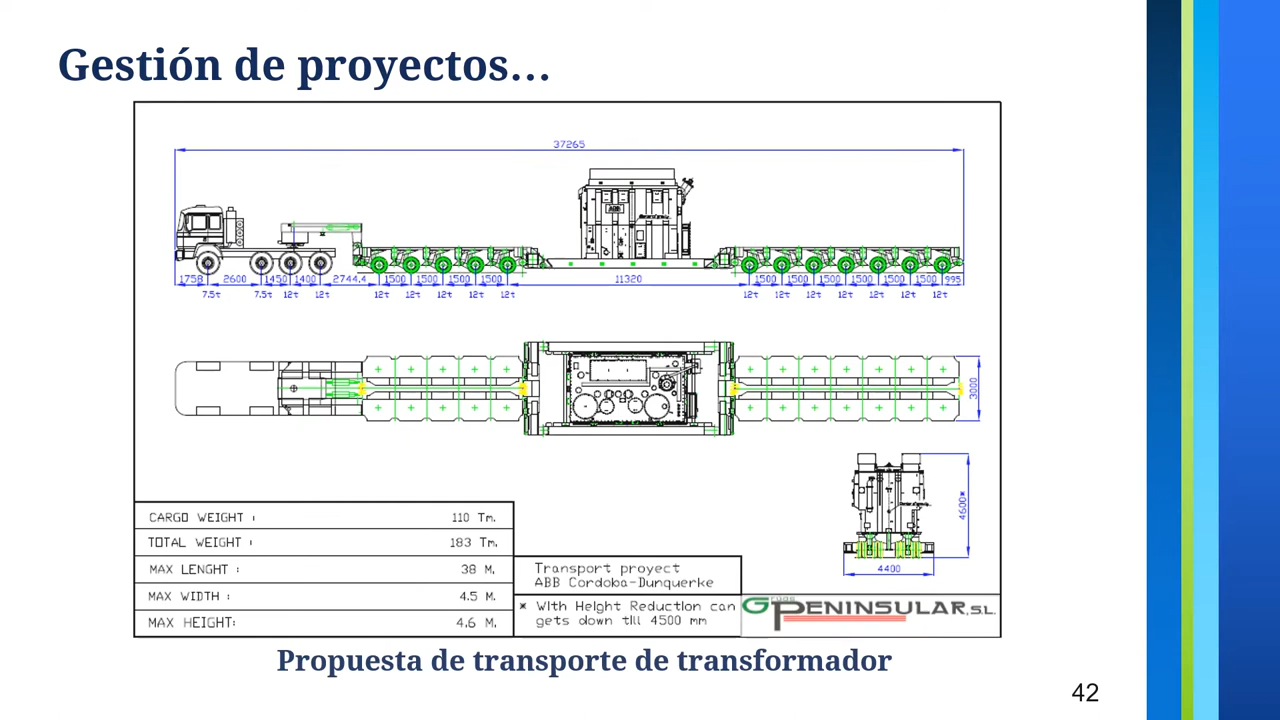 Gestión de proyectos...
37265
ABB
1758 2600 1450 1400 2744.4 1500 1500 1500 1500 11320 1500 1500 1500 1500 1500 1500 995
7.5t 7.5t 12t 12t 12t 12t 12t 12t 12t 12t 12t 12t 12t 12t 12t 12t
3000
4600*
4400
CARGO WEIGHT : 110 Tm.
TOTAL WEIGHT : 183 Tm.
MAX LENGHT : 38 M.
MAX WIDTH : 4.5 M.
MAX HEIGHT: 4.6 M.
Transport proyect
ABB Cordoba-Dunquerke
* With Height Reduction can
gets down till 4500 mm
Grúas PENINSULAR, S.L.
Propuesta de transporte de transformador
42